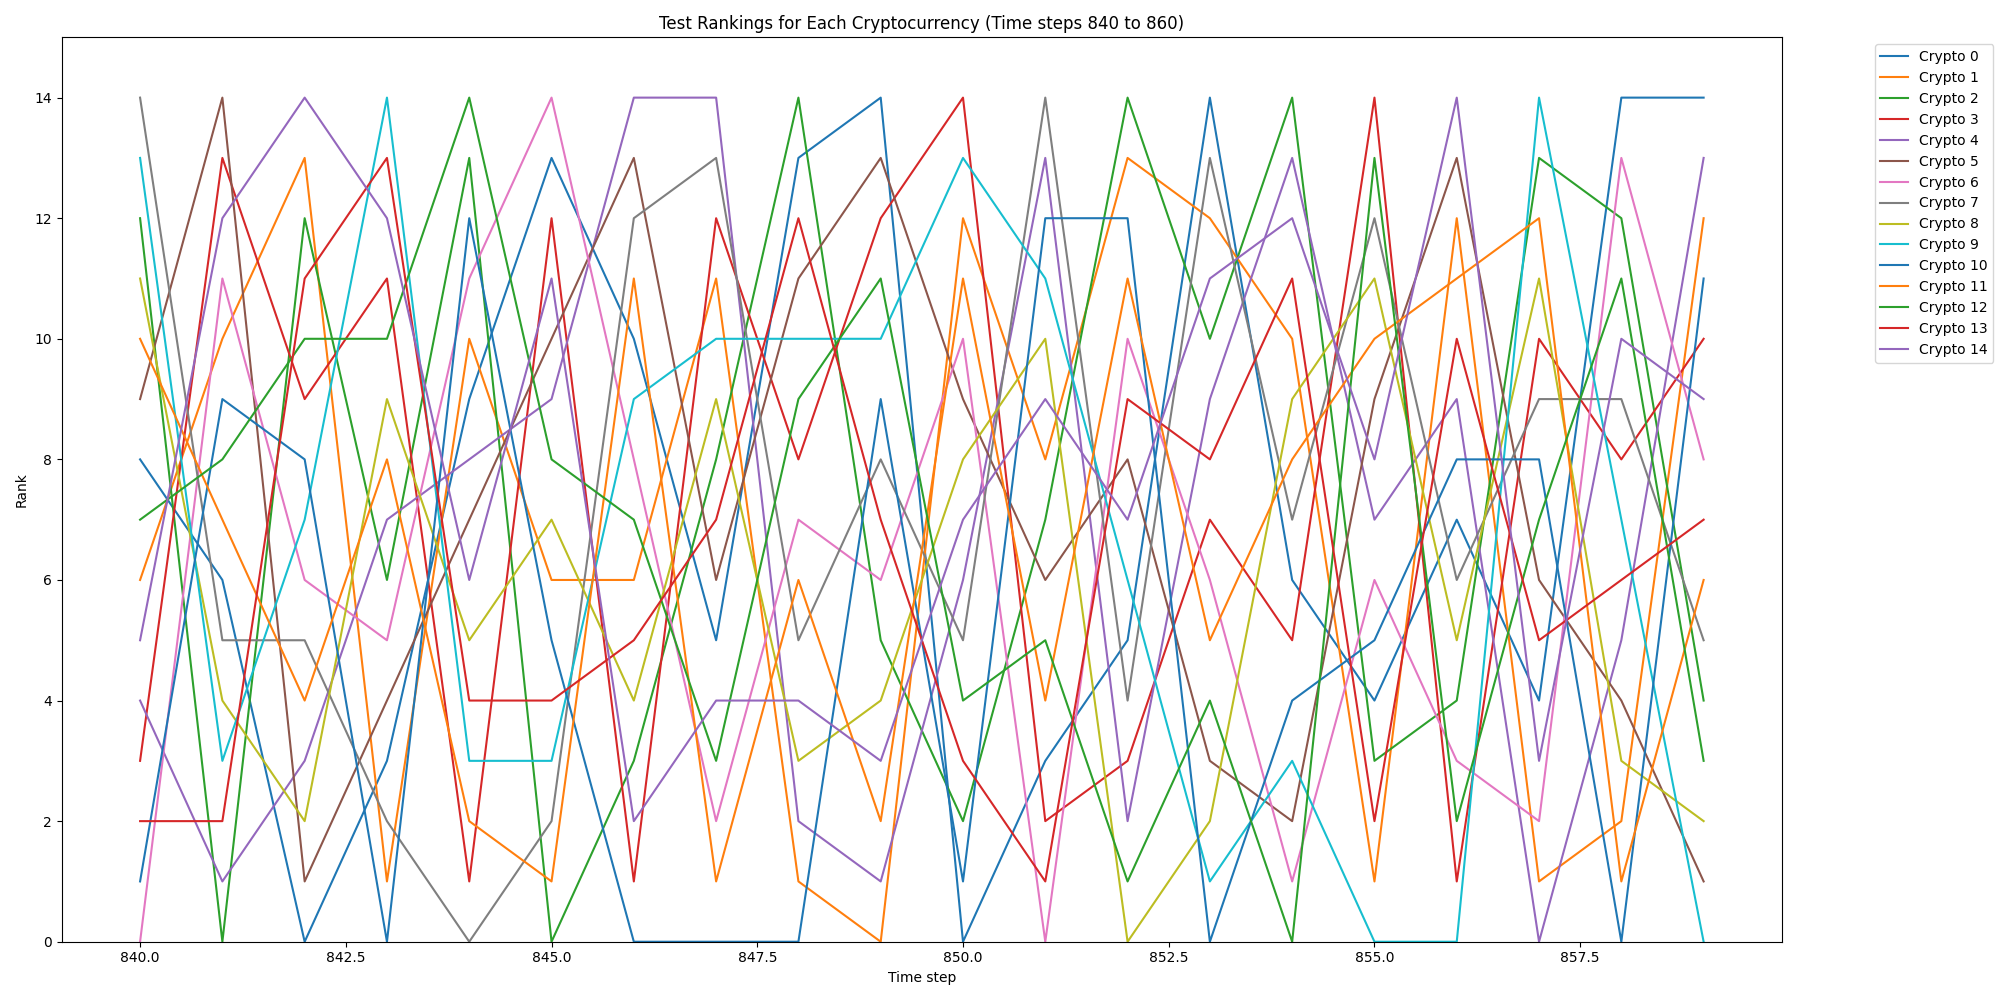 Test Rankings for Each Cryptocurrency (Time steps 840 to 860)
Rank
14
12
10
8
6
4
2
0
840.0 842.5 845.0 847.5 850.0 852.5 855.0 857.5
Time step
Crypto 0
Crypto 1
Crypto 2
Crypto 3
Crypto 4
Crypto 5
Crypto 6
Crypto 7
Crypto 8
Crypto 9
Crypto 10
Crypto 11
Crypto 12
Crypto 13
Crypto 14